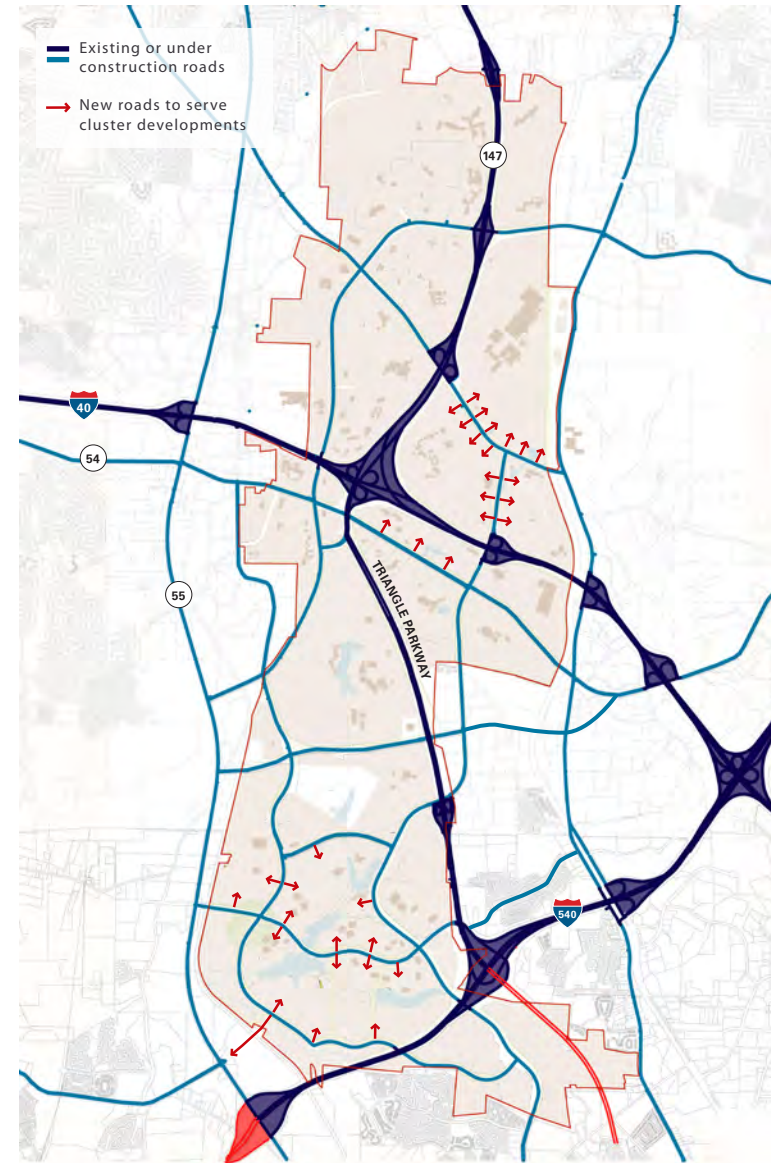 Existing or under
construction roads
New roads to serve
cluster developments
147
40
54
55
TRIANGLE PARKWAY
540